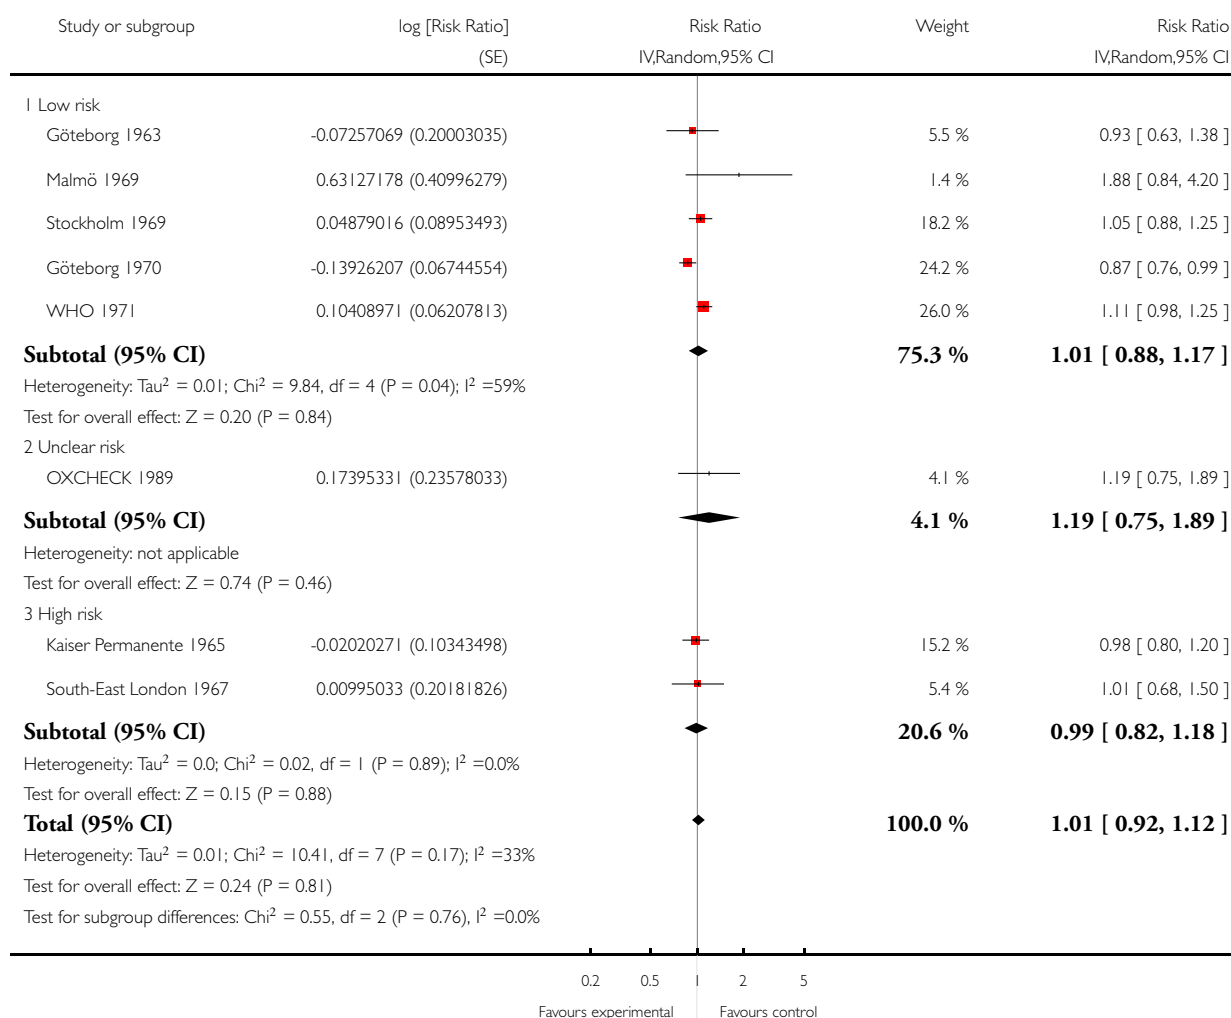 Study or subgroup log [Risk Ratio] Risk Ratio Weight Risk Ratio
(SE) IV,Random,95% CI IV,Random,95% CI
1 Low risk
Göteborg 1963 -0.07257069 (0.20003035) 5.5 % 0.93 [ 0.63, 1.38 ]
Malmö 1969 0.63127178 (0.40996279) 1.4 % 1.88 [ 0.84, 4.20 ]
Stockholm 1969 0.04879016 (0.08953493) 18.2 % 1.05 [ 0.88, 1.25 ]
Göteborg 1970 -0.13926207 (0.06744554) 24.2 % 0.87 [ 0.76, 0.99 ]
WHO 1971 0.10408971 (0.06207813) 26.0 % 1.11 [ 0.98, 1.25 ]
Subtotal (95% CI) 75.3 % 1.01 [ 0.88, 1.17 ]
Heterogeneity: Tau² = 0.01; Chi² = 9.84, df = 4 (P = 0.04); I² =59%
Test for overall effect: Z = 0.20 (P = 0.84)
2 Unclear risk
OXCHECK 1989 0.17395331 (0.23578033) 4.1 % 1.19 [ 0.75, 1.89 ]
Subtotal (95% CI) 4.1 % 1.19 [ 0.75, 1.89 ]
Heterogeneity: not applicable
Test for overall effect: Z = 0.74 (P = 0.46)
3 High risk
Kaiser Permanente 1965 -0.02020271 (0.10343498) 15.2 % 0.98 [ 0.80, 1.20 ]
South-East London 1967 0.00995033 (0.20181826) 5.4 % 1.01 [ 0.68, 1.50 ]
Subtotal (95% CI) 20.6 % 0.99 [ 0.82, 1.18 ]
Heterogeneity: Tau² = 0.0; Chi² = 0.02, df = 1 (P = 0.89); I² =0.0%
Test for overall effect: Z = 0.15 (P = 0.88)
Total (95% CI) 100.0 % 1.01 [ 0.92, 1.12 ]
Heterogeneity: Tau² = 0.01; Chi² = 10.41, df = 7 (P = 0.17); I² =33%
Test for overall effect: Z = 0.24 (P = 0.81)
Test for subgroup differences: Chi² = 0.55, df = 2 (P = 0.76), I² =0.0%
0.2 0.5 1 2 5
Favours experimental Favours control